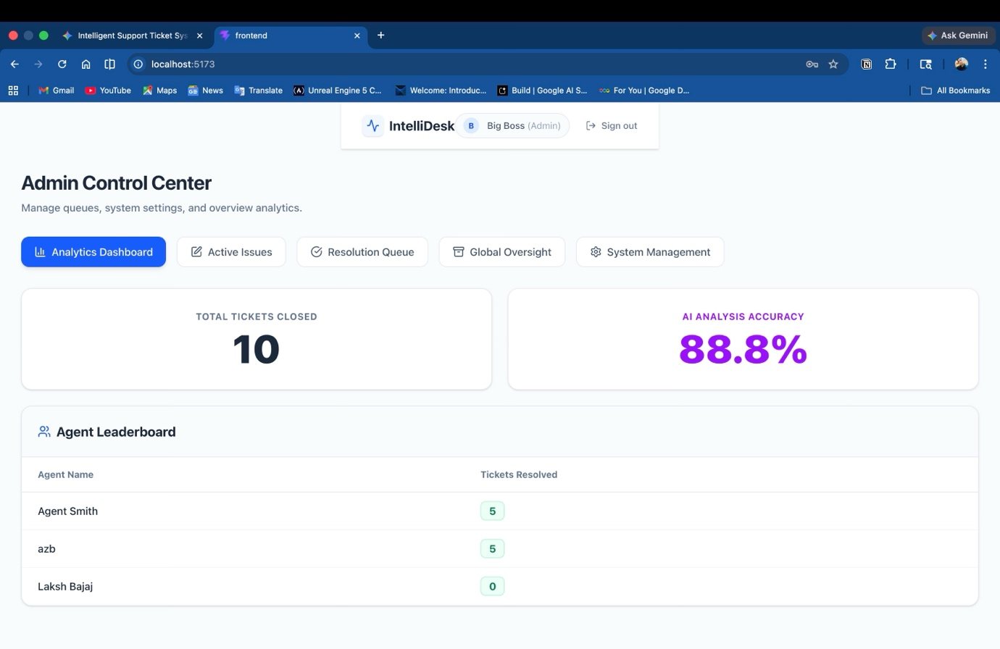 Intelligent Support Ticket Sys
frontend
Ask Gemini
localhost:5173
Gmail
YouTube
Maps
News
Translate
Unreal Engine 5 C...
Welcome: Introduc...
Build | Google AI S...
For You | Google D...
All Bookmarks
IntelliDesk
B
Big Boss (Admin)
Sign out
Admin Control Center
Manage queues, system settings, and overview analytics.
Analytics Dashboard
Active Issues
Resolution Queue
Global Oversight
System Management
TOTAL TICKETS CLOSED
10
AI ANALYSIS ACCURACY
88.8%
Agent Leaderboard
Agent Name Tickets Resolved
Agent Smith 5
azb 5
Laksh Bajaj 0